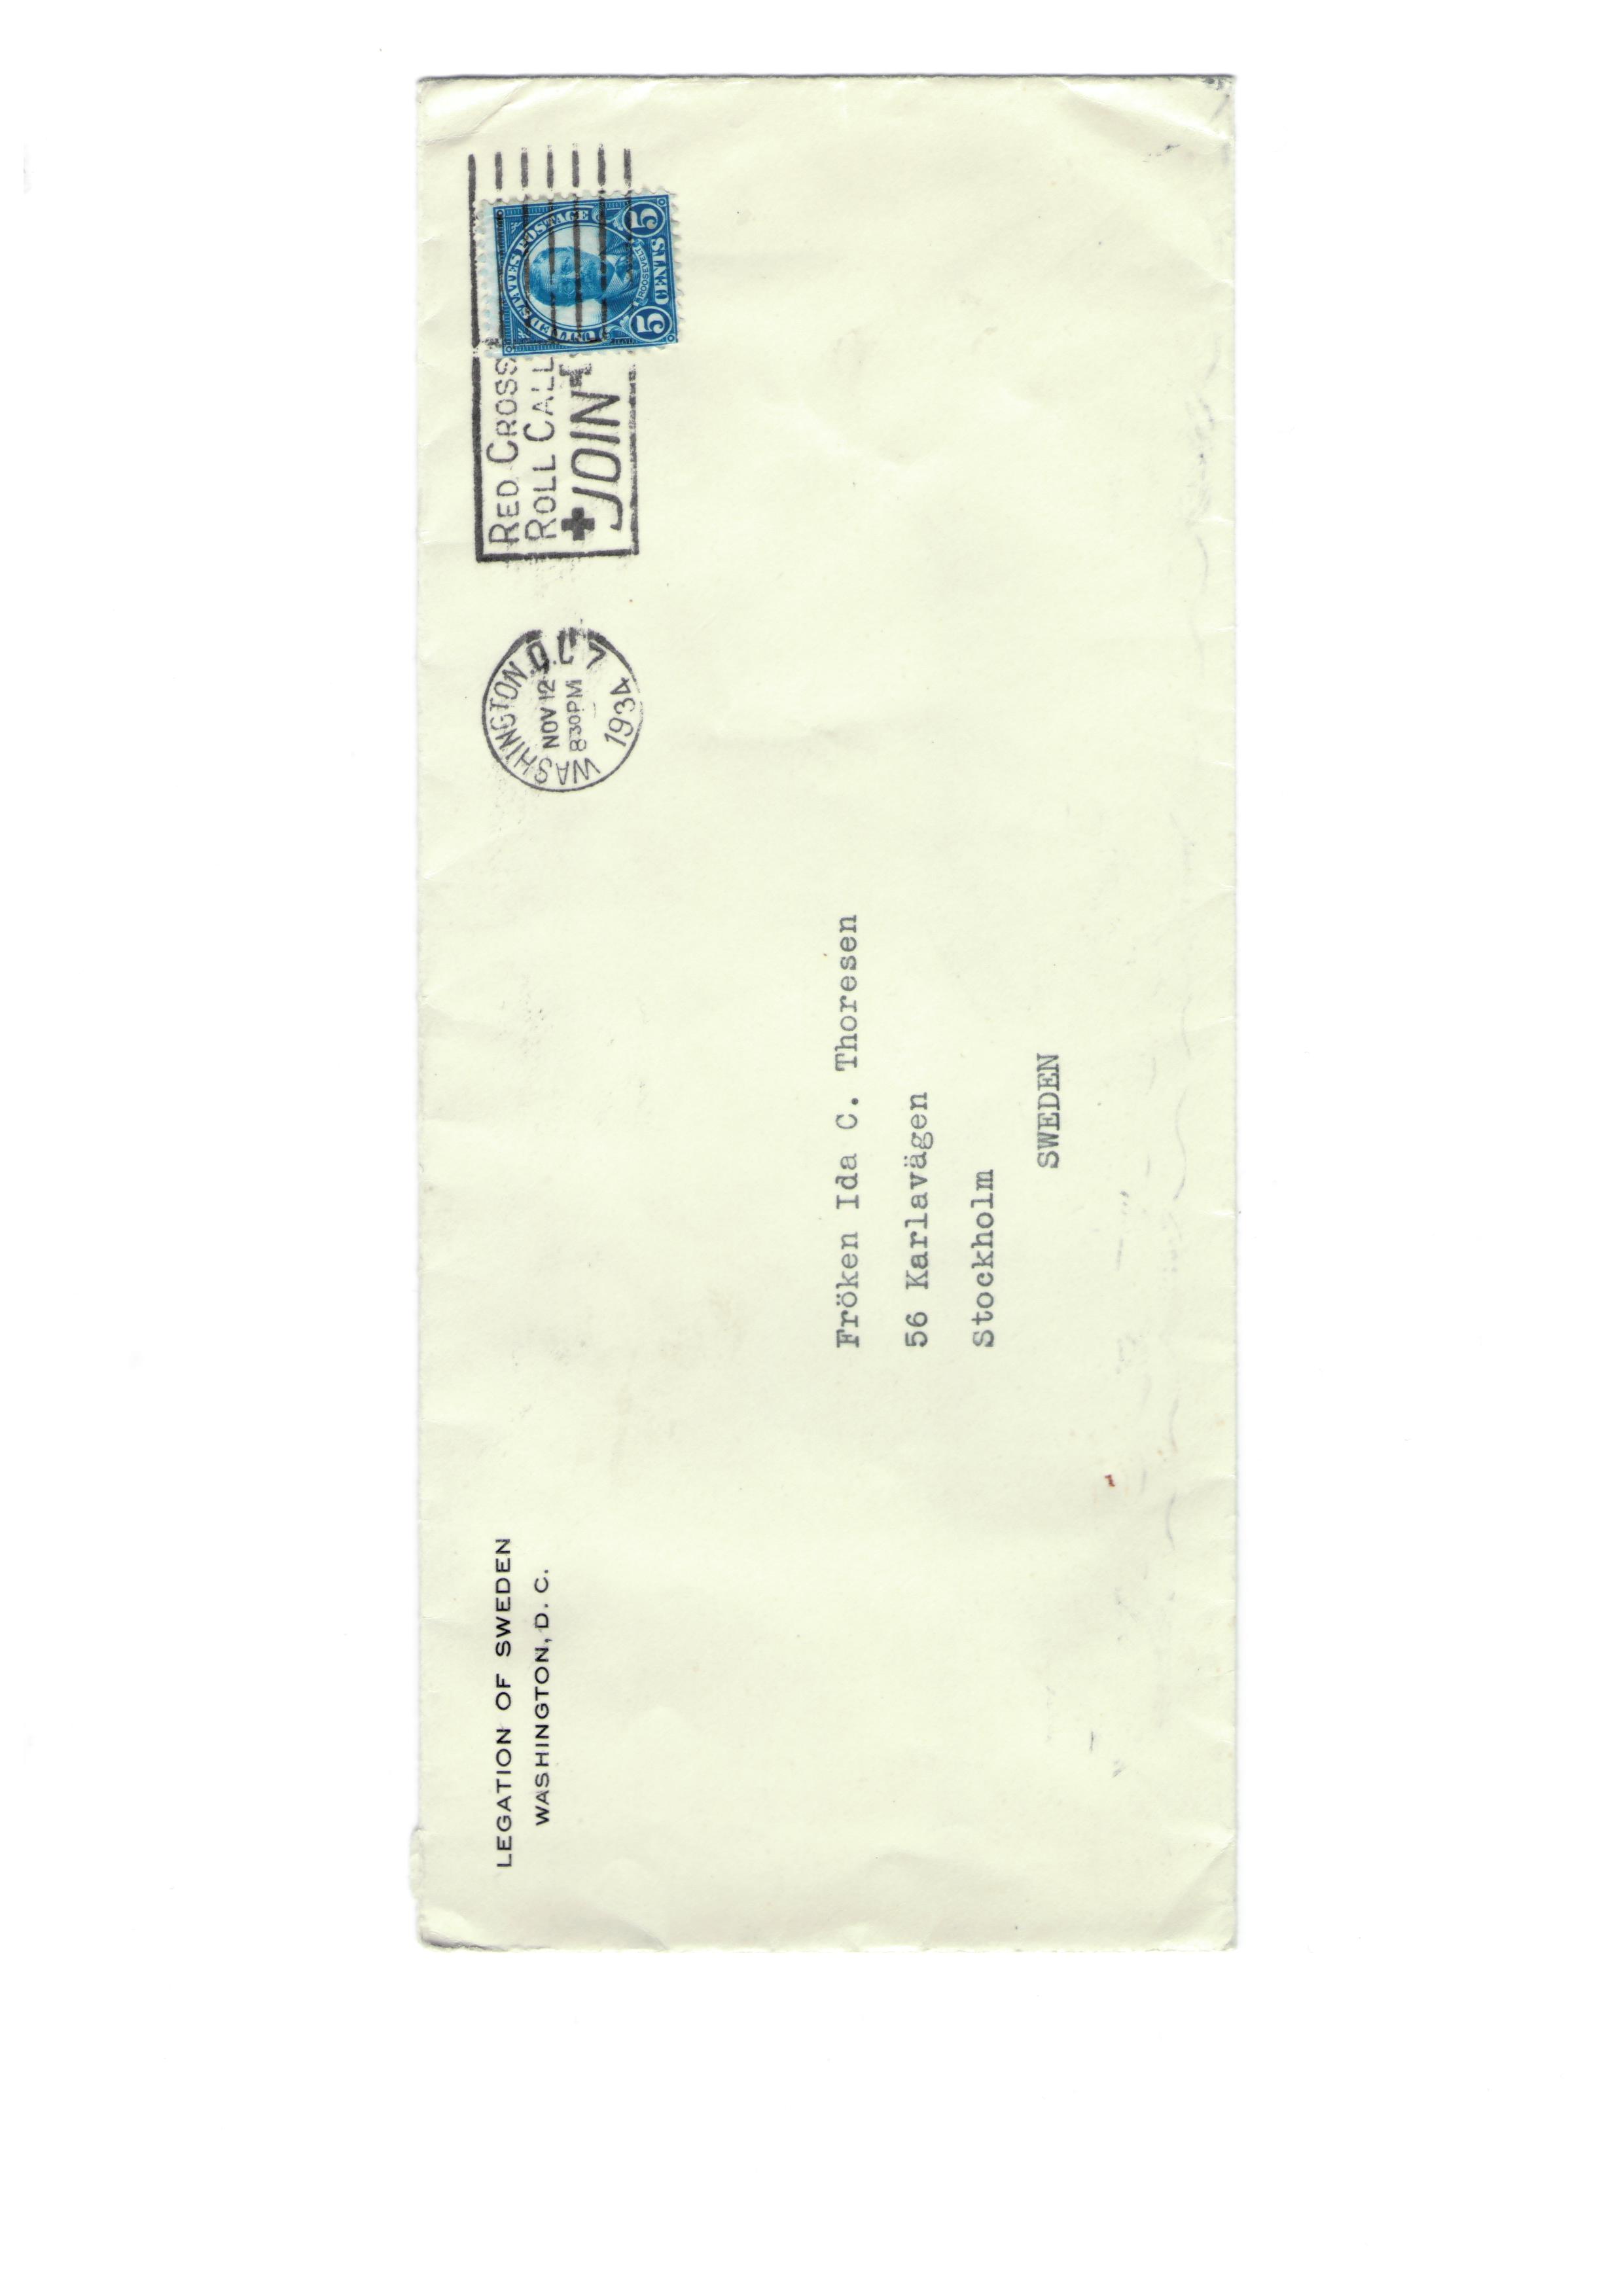 LEGATION OF SWEDEN
WASHINGTON, D. C.
WASHINGTON, D.C.
NOV 12
830PM
1934
RED CROSS
ROLL CALL
JOIN
UNITED STATES POSTAGE
ROOSEVELT
5 CENTS 5
Fröken Ida C. Thoresen
56 Karlavägen
Stockholm
SWEDEN